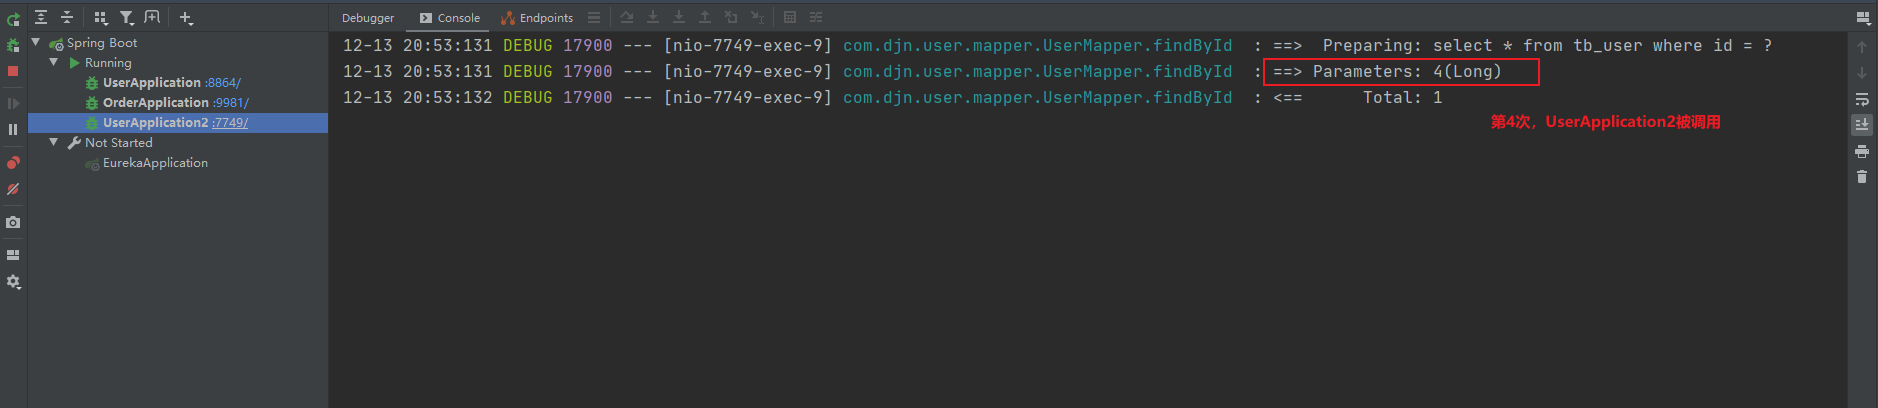 Debugger Console Endpoints
Spring Boot
Running
UserApplication :8864/
OrderApplication :9981/
UserApplication2 :7749/
Not Started
EurekaApplication
12-13 20:53:131 DEBUG 17900 --- [nio-7749-exec-9] com.djn.user.mapper.UserMapper.findById : ==> Preparing: select * from tb_user where id = ?
12-13 20:53:131 DEBUG 17900 --- [nio-7749-exec-9] com.djn.user.mapper.UserMapper.findById : ==> Parameters: 4(Long)
12-13 20:53:132 DEBUG 17900 --- [nio-7749-exec-9] com.djn.user.mapper.UserMapper.findById : <== Total: 1
第4次，UserApplication2被调用